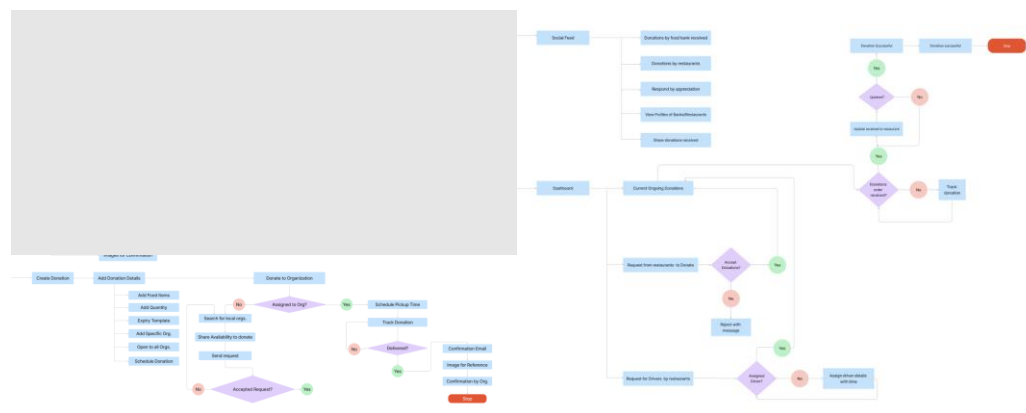 Social Feed
Donations by food bank received
Donations by restaurants
Respond by appreciation
View Profiles of Banks/Restaurants
Share donations received
Donation Successful
Donation successful
Stop
Yes
Queries?
No
Update received to restaurant
Yes
Donations
order
received?
No
Track
donation
Dashboard
Current Ongoing Donations
Request from restaurants to Donate
Accept
Donations?
Yes
No
Reject with
message
Yes
Request for Drivers by restaurants
Assigned
Driver?
No
Assign driver details
with time
Images for Confirmation
Create Donation
Add Donation Details
Donate to Organization
Add Food Items
Add Quantity
Expiry Template
Add Specific Org.
Open to all Orgs.
Schedule Donation
No
Assigned to Org?
Yes
Schedule Pickup Time
Search for local orgs.
Share Availability to donate
Send request
No
Accepted Request?
Yes
Track Donation
No
Delivered?
Yes
Confirmation Email
Image for Reference
Confirmation by Org.
Stop